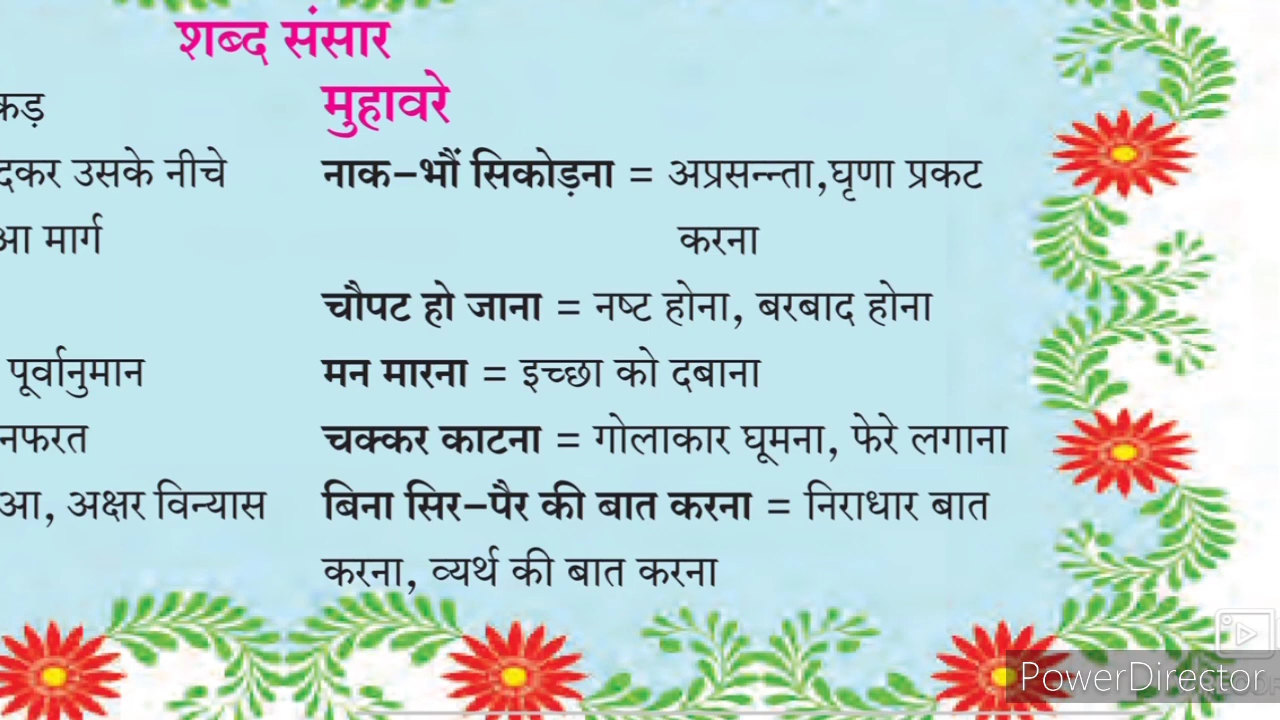 शब्द संसार
कड़
दकर उसके नीचे
आ मार्ग
पूर्वानुमान
नफरत
आ, अक्षर विन्यास
मुहावरे
नाक–भौं सिकोड़ना = अप्रसन्न्ता,घृणा प्रकट
करना
चौपट हो जाना = नष्ट होना, बरबाद होना
मन मारना = इच्छा को दबाना
चक्कर काटना = गोलाकार घूमना, फेरे लगाना
बिना सिर–पैर की बात करना = निराधार बात
करना, व्यर्थ की बात करना
PowerDirector